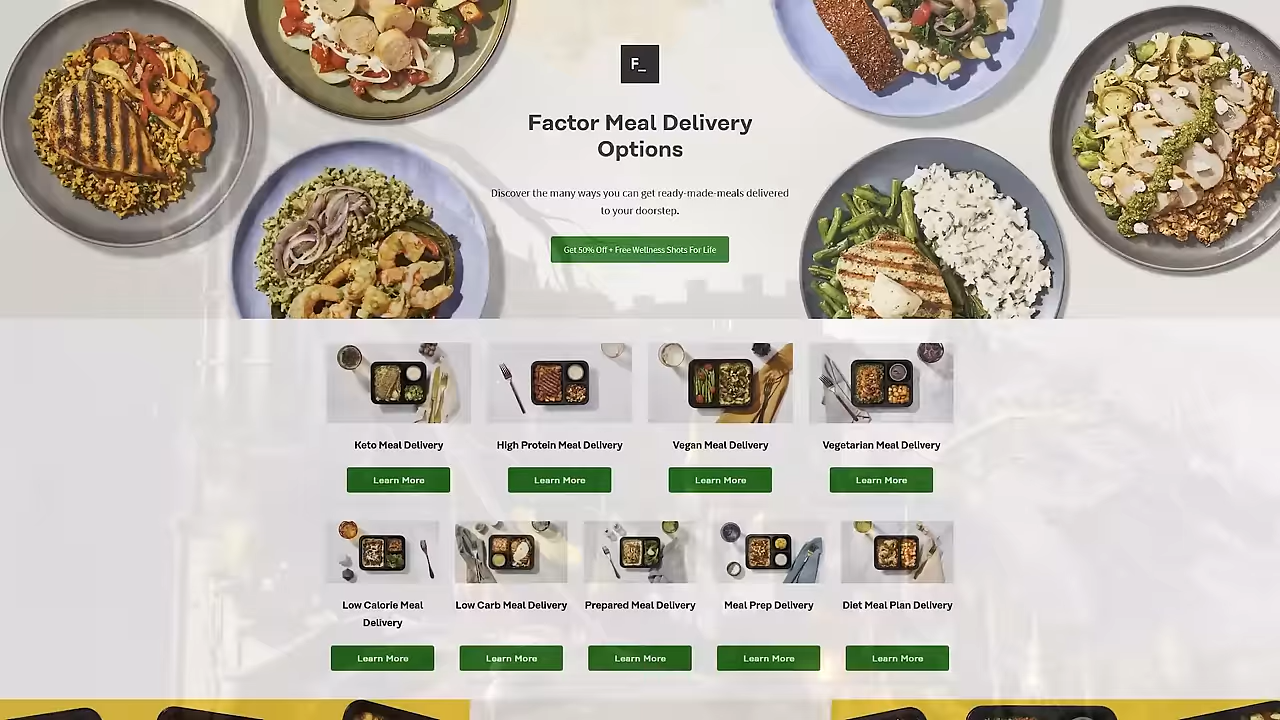 F_
Factor Meal Delivery
Options
Discover the many ways you can get ready-made-meals delivered
to your doorstep.
Get 50% Off + Free Wellness Shots For Life
Keto Meal Delivery
High Protein Meal Delivery
Vegan Meal Delivery
Vegetarian Meal Delivery
Learn More
Learn More
Learn More
Learn More
Low Calorie Meal
Delivery
Low Carb Meal Delivery
Prepared Meal Delivery
Meal Prep Delivery
Diet Meal Plan Delivery
Learn More
Learn More
Learn More
Learn More
Learn More